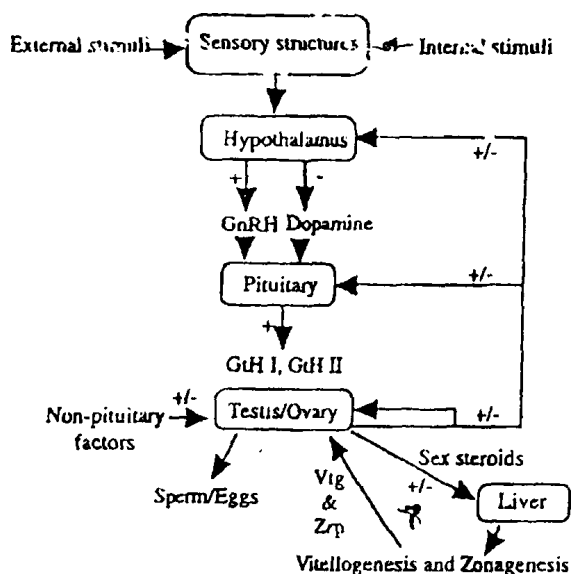 External stimuli
Sensory structures
Internal stimuli
Hypothalamus
+/-
+
-
GnRH Dopamine
Pituitary
+/-
+
GtH I, GtH II
+/-
Non-pituitary
factors
Testis/Ovary
+/-
Sex steroids
Sperm/Eggs
Vtg
&
Zrp
+/-
Liver
Vitellogenesis and Zonagenesis